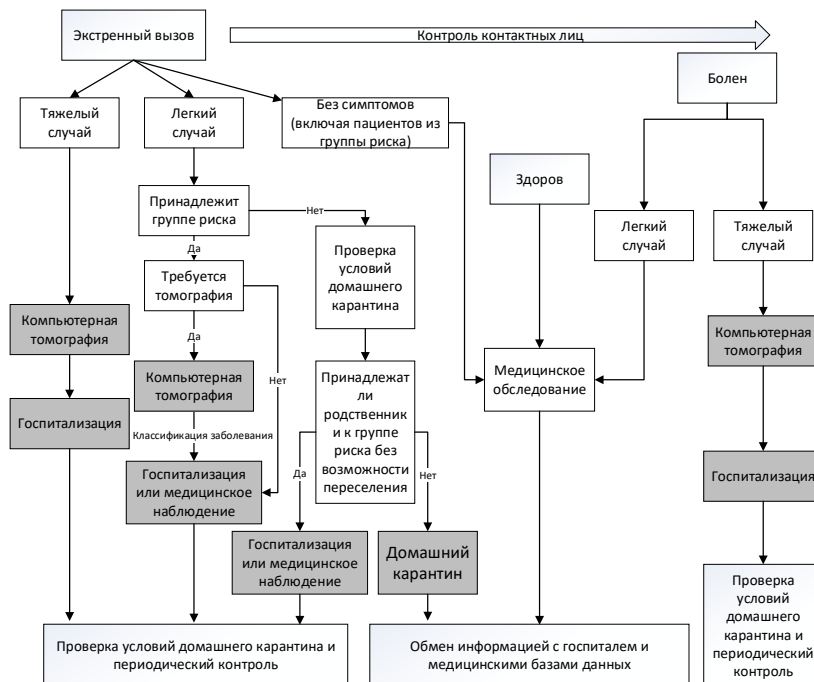 Экстренный вызов
Контроль контактных лиц
Болен
Тяжелый
случай
Легкий
случай
Без симптомов
(включая пациентов из
группы риска)
Здоров
Принадлежит
группе риска
Нет
Легкий
случай
Тяжелый
случай
Да
Проверка
условий
домашнего
карантина
Требуется
томография
Компьютерная
томография
Да
Нет
Компьютерная
томография
Компьютерная
томография
Принадлежат
ли
родственник
и к группе
риска без
возможности
переселения
Медицинское
обследование
Госпитализация
Классификация заболевания
Госпитализация
или медицинское
наблюдение
Да
Нет
Госпитализация
Госпитализация
или медицинское
наблюдение
Домашний
карантин
Проверка условий домашнего карантина и
периодический контроль
Обмен информацией с госпиталем и
медицинскими базами данных
Проверка
условий
домашнего
карантина и
периодический
контроль